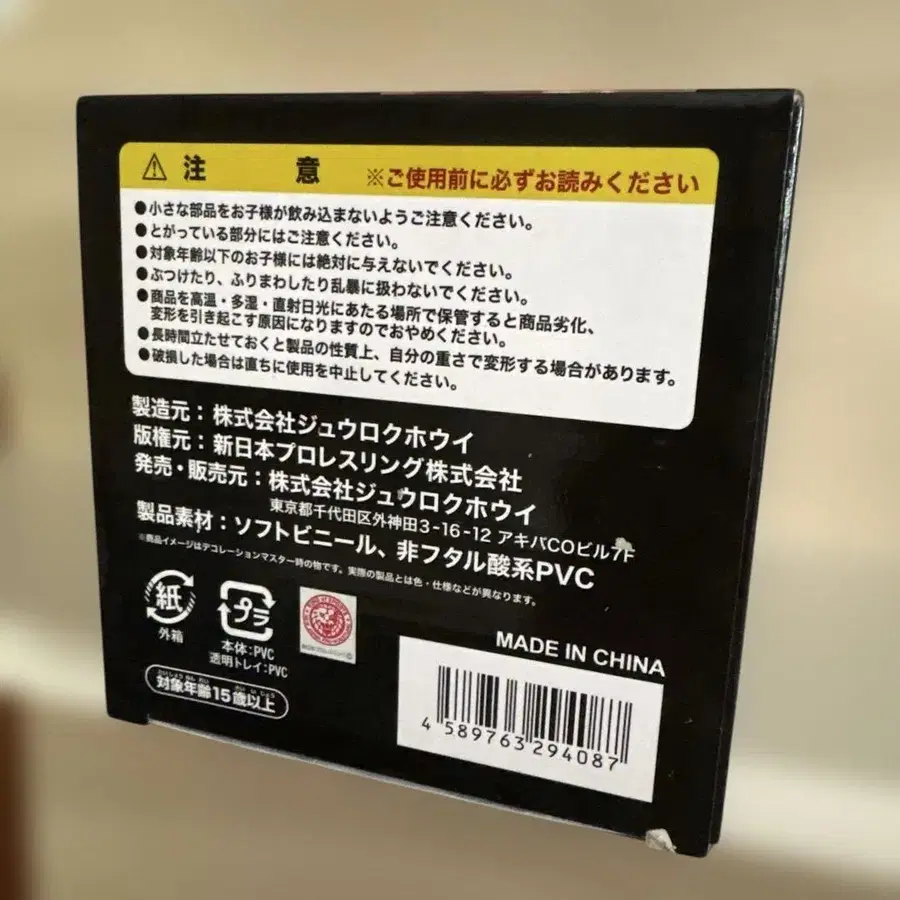 注意 ※ご使用前に必ずお読みください
●小さな部品をお子様が飲み込まないようご注意ください。
●とがっている部分にはご注意ください。
●対象年齢以下のお子様には絶対に与えないでください。
●ぶつけたり、ふりまわしたり乱暴に扱わないでください。
●商品を高温・多湿・直射日光にあたる場所で保管すると商品劣化、
変形を引き起こす原因になりますのでおやめください。
●長時間立たせておくと製品の性質上、自分の重さで変形する場合があります。
●破損した場合は直ちに使用を中止してください。
製造元：株式会社ジュウロクホウイ
版権元：新日本プロレスリング株式会社
発売・販売元：株式会社ジュウロクホウイ
東京都千代田区外神田3-16-12 アキバCOビル7F
製品素材：ソフトビニール、非フタル酸系PVC
※商品イメージはデコレーションマスター時の物です。実際の製品とは色・仕様などが異なります。
紙
外箱
プラ
本体:PVC
透明トレイ:PVC
たいしょうねんれい いじょう
対象年齢15歳以上
MADE IN CHINA
4 589763 294087